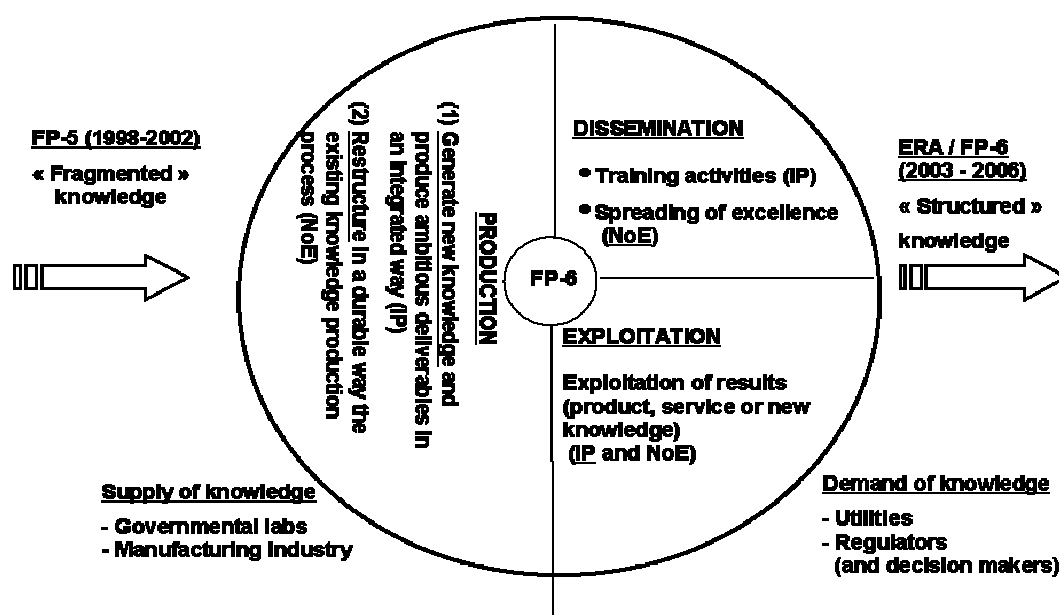 FP-5 (1998-2002)
« Fragmented »
knowledge
PRODUCTION
(1) Generate new knowledge and
produce ambitious deliverables in
an integrated way (IP)
(2) Restructure in a durable way the
existing knowledge production
process (NoE)
FP-6
DISSEMINATION
• Training activities (IP)
• Spreading of excellence
(NoE)
EXPLOITATION
Exploitation of results
(product, service or new
knowledge)
(IP and NoE)
ERA / FP-6
(2003 - 2006)
« Structured »
knowledge
Supply of knowledge
- Governmental labs
- Manufacturing industry
Demand of knowledge
- Utilities
- Regulators
(and decision makers)